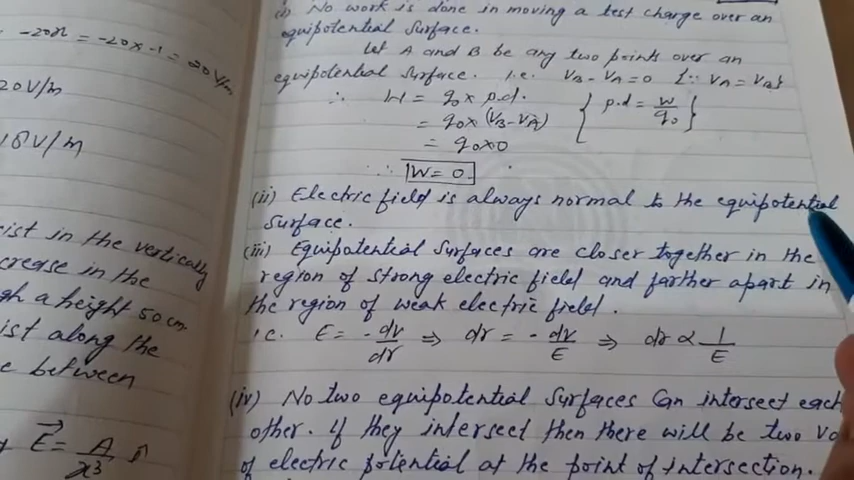 -20x = -20 x -1 = 20 V/m
20 V/m
18 V/m
ist in the vertically
crease in the
gh a height 50 cm.
ist along the
e between
E = A/x³
(i) No work is done in moving a test charge over an
equipotential Surface.
Let A and B be any two points over an
equipotential Surface. i.e. VB - VA = 0 {∵ VA = VB}
∴ W = q0 x p.d. { p.d = W/q0 }
= q0 x (VB - VA)
= q0 x 0
∴ W = 0.
(ii) Electric field is always normal to the equipotential
Surface.
(iii) Equipotential Surfaces are closer together in the
region of strong electric field and farther apart in
the region of weak electric field.
i.e. E = -dv/dr ⇒ dr = -dv/E ⇒ dr ∝ 1/E
(iv) No two equipotential Surfaces Can intersect each
other. If they intersect then there will be two Va
of electric potential at the point of intersection.